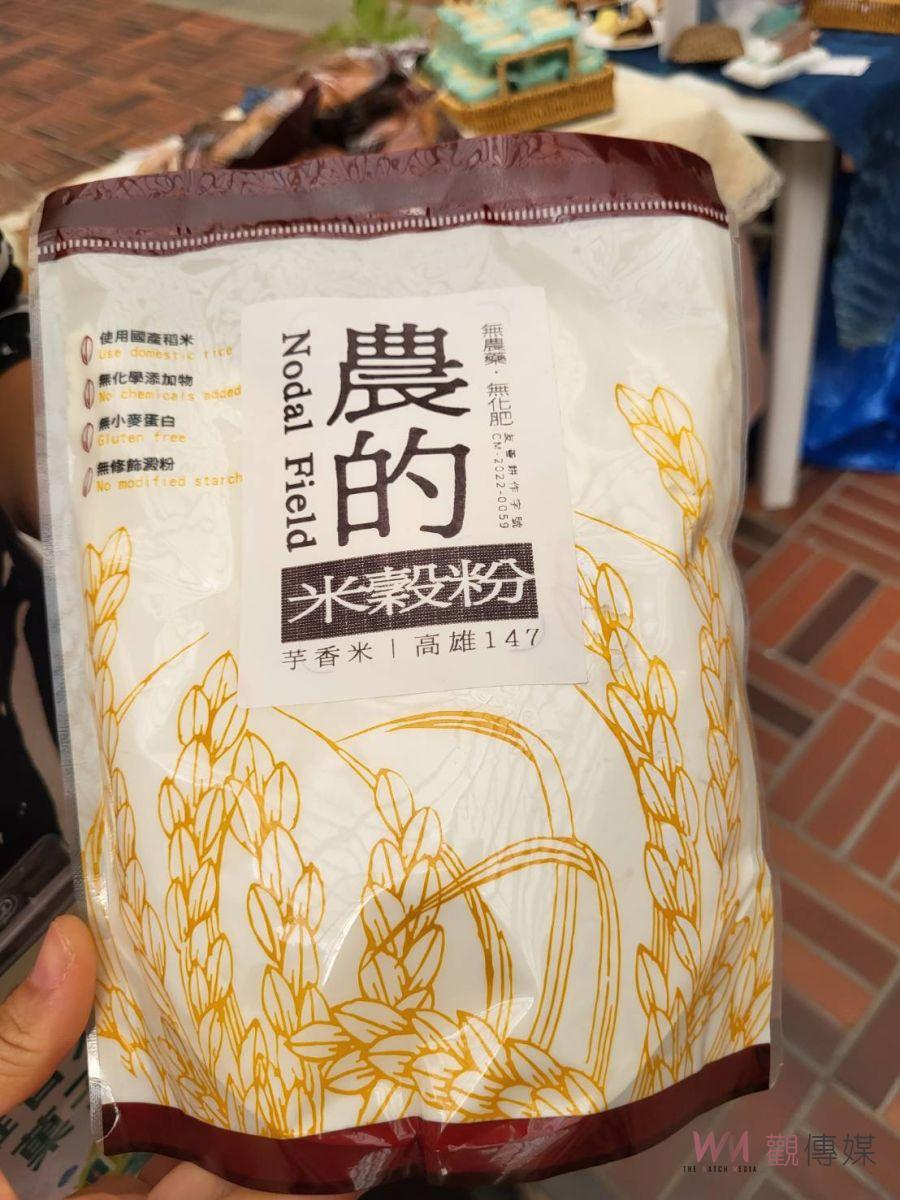 使用國產稻米
Use domestic rice
無化學添加物
No chemicals added
無小麥蛋白
Gluten free
無修飾澱粉
No modified starch
農的
Nodal Field
無農藥・無化肥
友善耕作字號
CM-2022-0059
米穀粉
芋香米｜高雄147
WM 觀傳媒
THE WATCH MEDIA